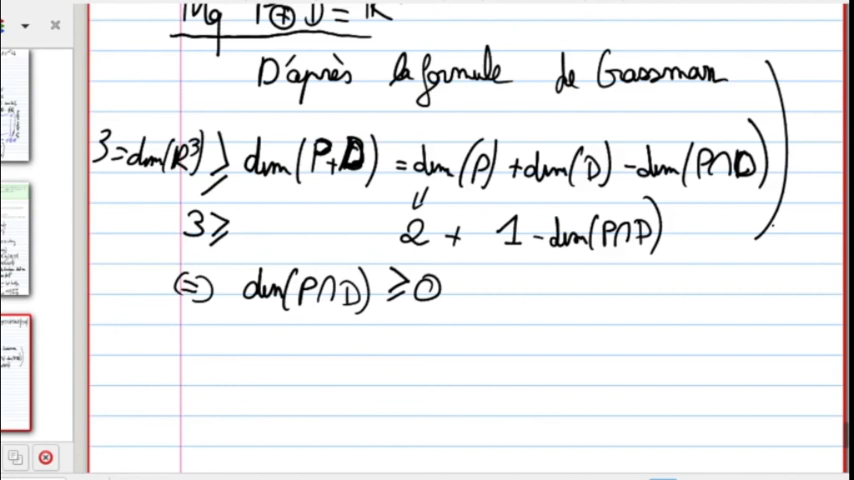 Mq P⊕D = ℝ
D'après la formule de Grassman
3=dim(ℝ³) ≥ dim(P+D) = dim(P) + dim(D) - dim(P∩D)
3 ≥ 2 + 1 - dim(P∩D)
⇔ dim(P∩D) ≥ 0